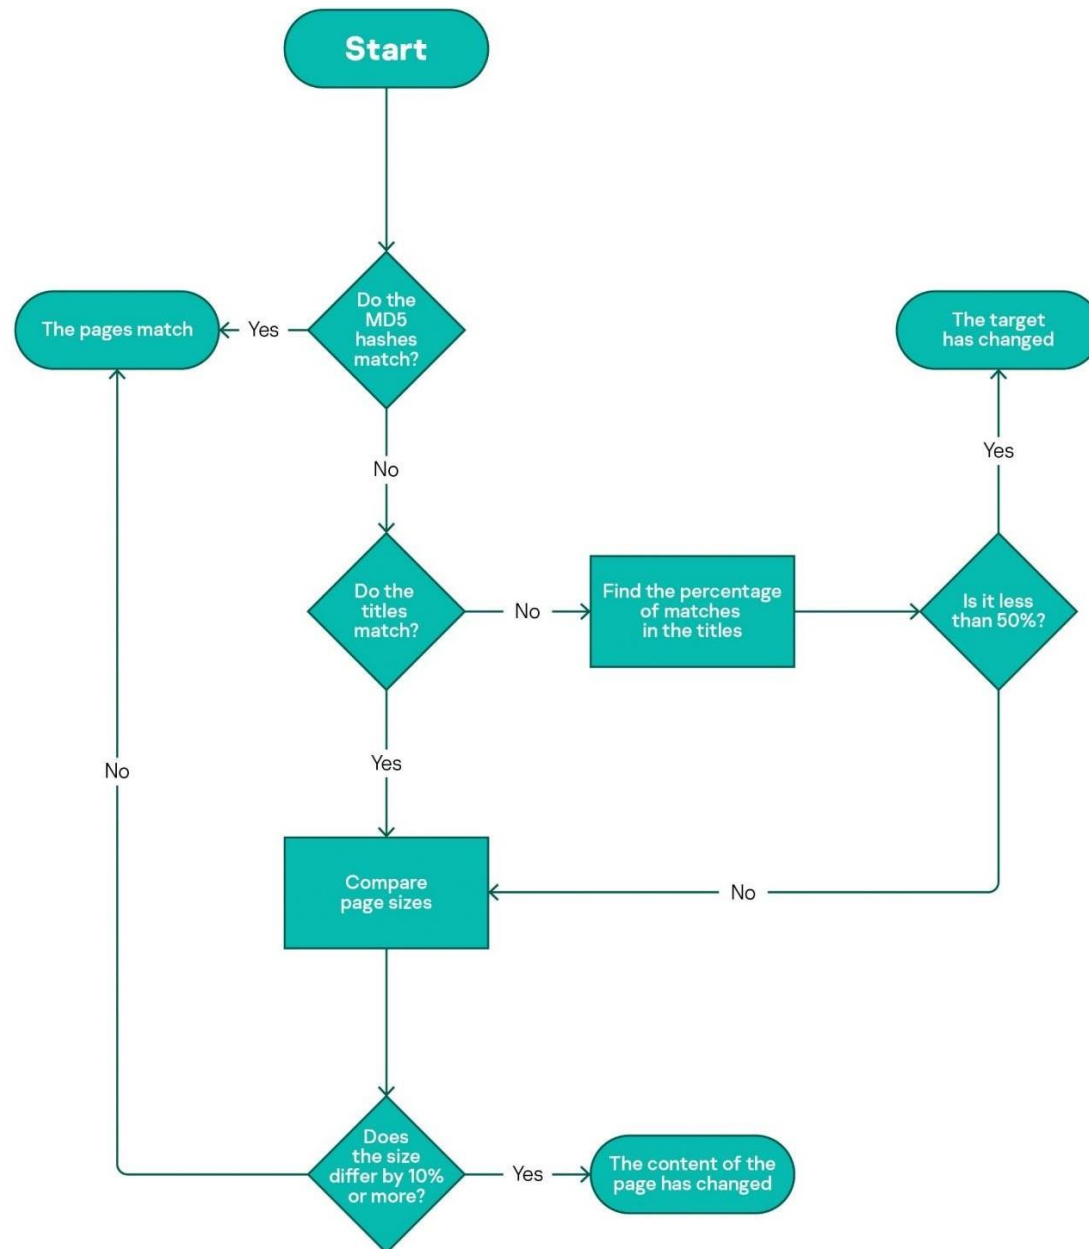 Start
Do the
MD5
hashes
match?
Yes
The pages match
The target
has changed
Yes
No
Do the
titles
match?
No
Find the percentage
of matches
in the titles
Is it less
than 50%?
Yes
No
Compare
page sizes
No
Does
the size
differ by 10%
or more?
Yes
The content of the
page has changed